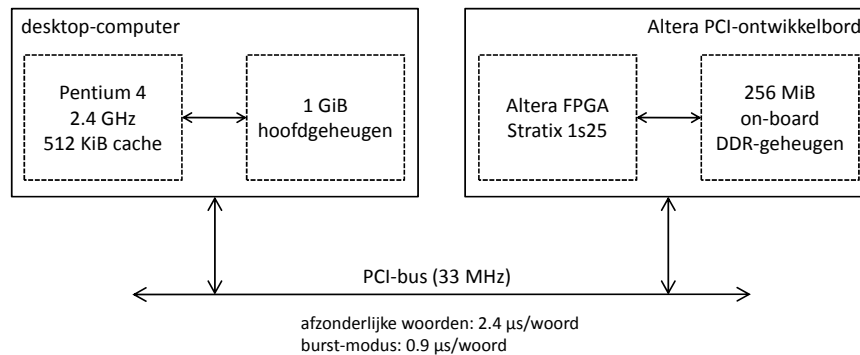 desktop-computer
Pentium 4
2.4 GHz
512 KiB cache
1 GiB
hoofdgeheugen
Altera PCI-ontwikkelbord
Altera FPGA
Stratix 1s25
256 MiB
on-board
DDR-geheugen
PCI-bus (33 MHz)
afzonderlijke woorden: 2.4 µs/woord
burst-modus: 0.9 µs/woord